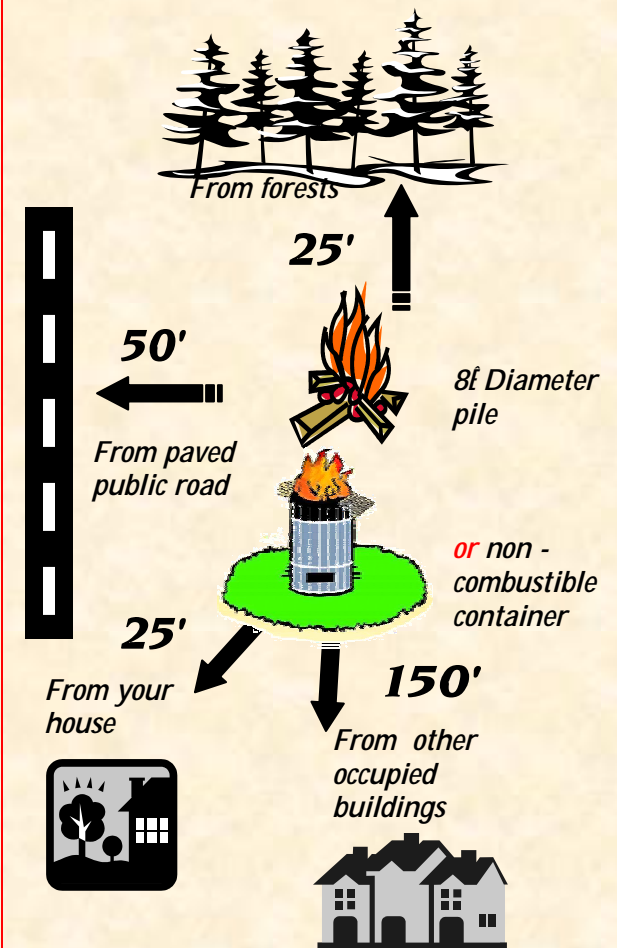 From forests
25'
50'
From paved
public road
8ἐ Diameter
pile
or non -
combustible
container
25'
From your
house
150'
From other
occupied
buildings